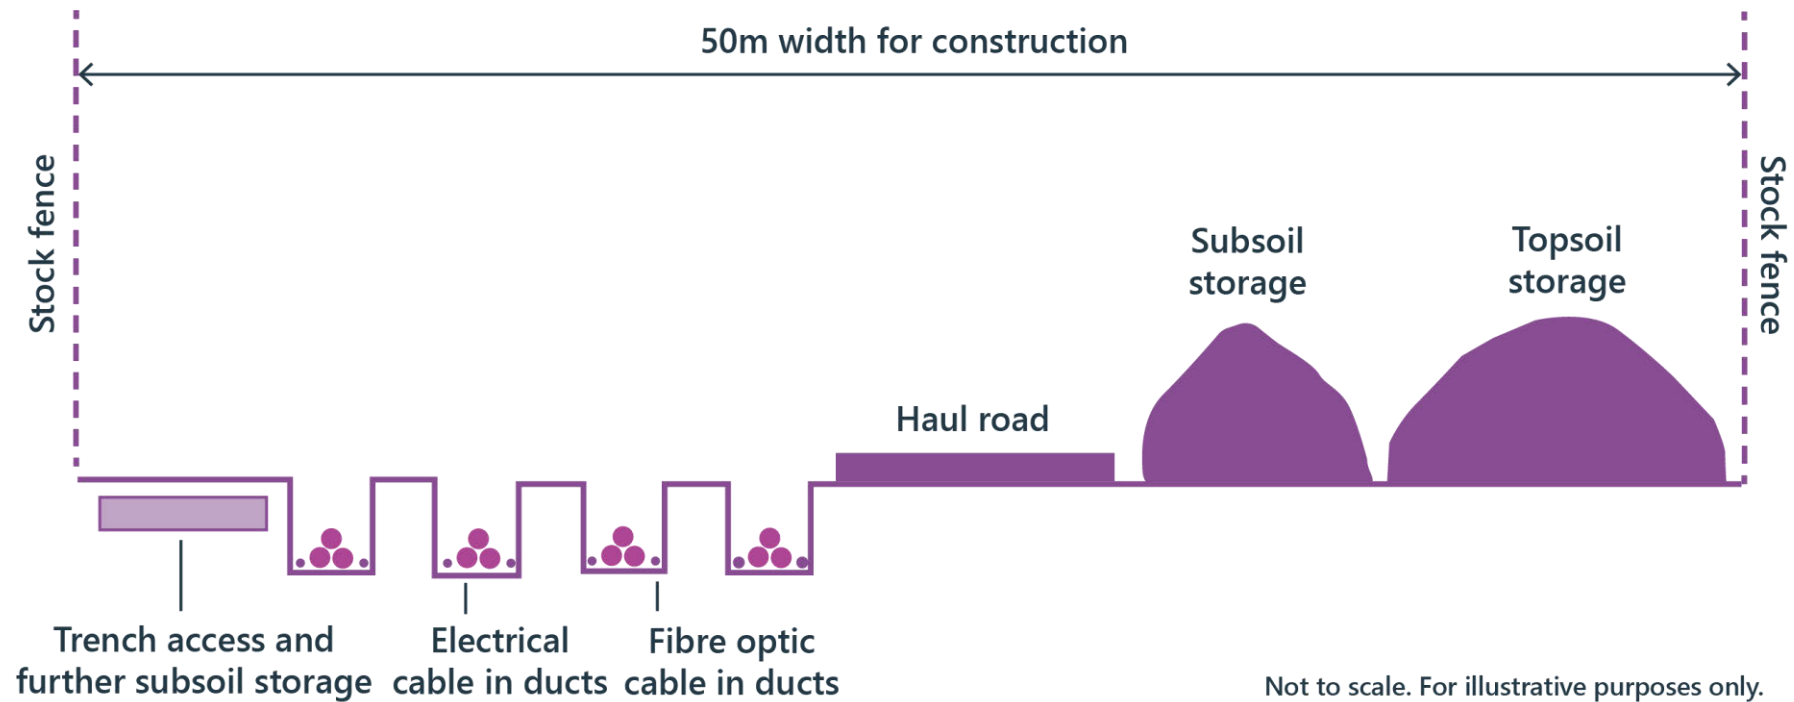 50m width for construction
Stock fence
Stock fence
Subsoil
storage
Topsoil
storage
Haul road
Trench access and
further subsoil storage
Electrical
cable in ducts
Fibre optic
cable in ducts
Not to scale. For illustrative purposes only.